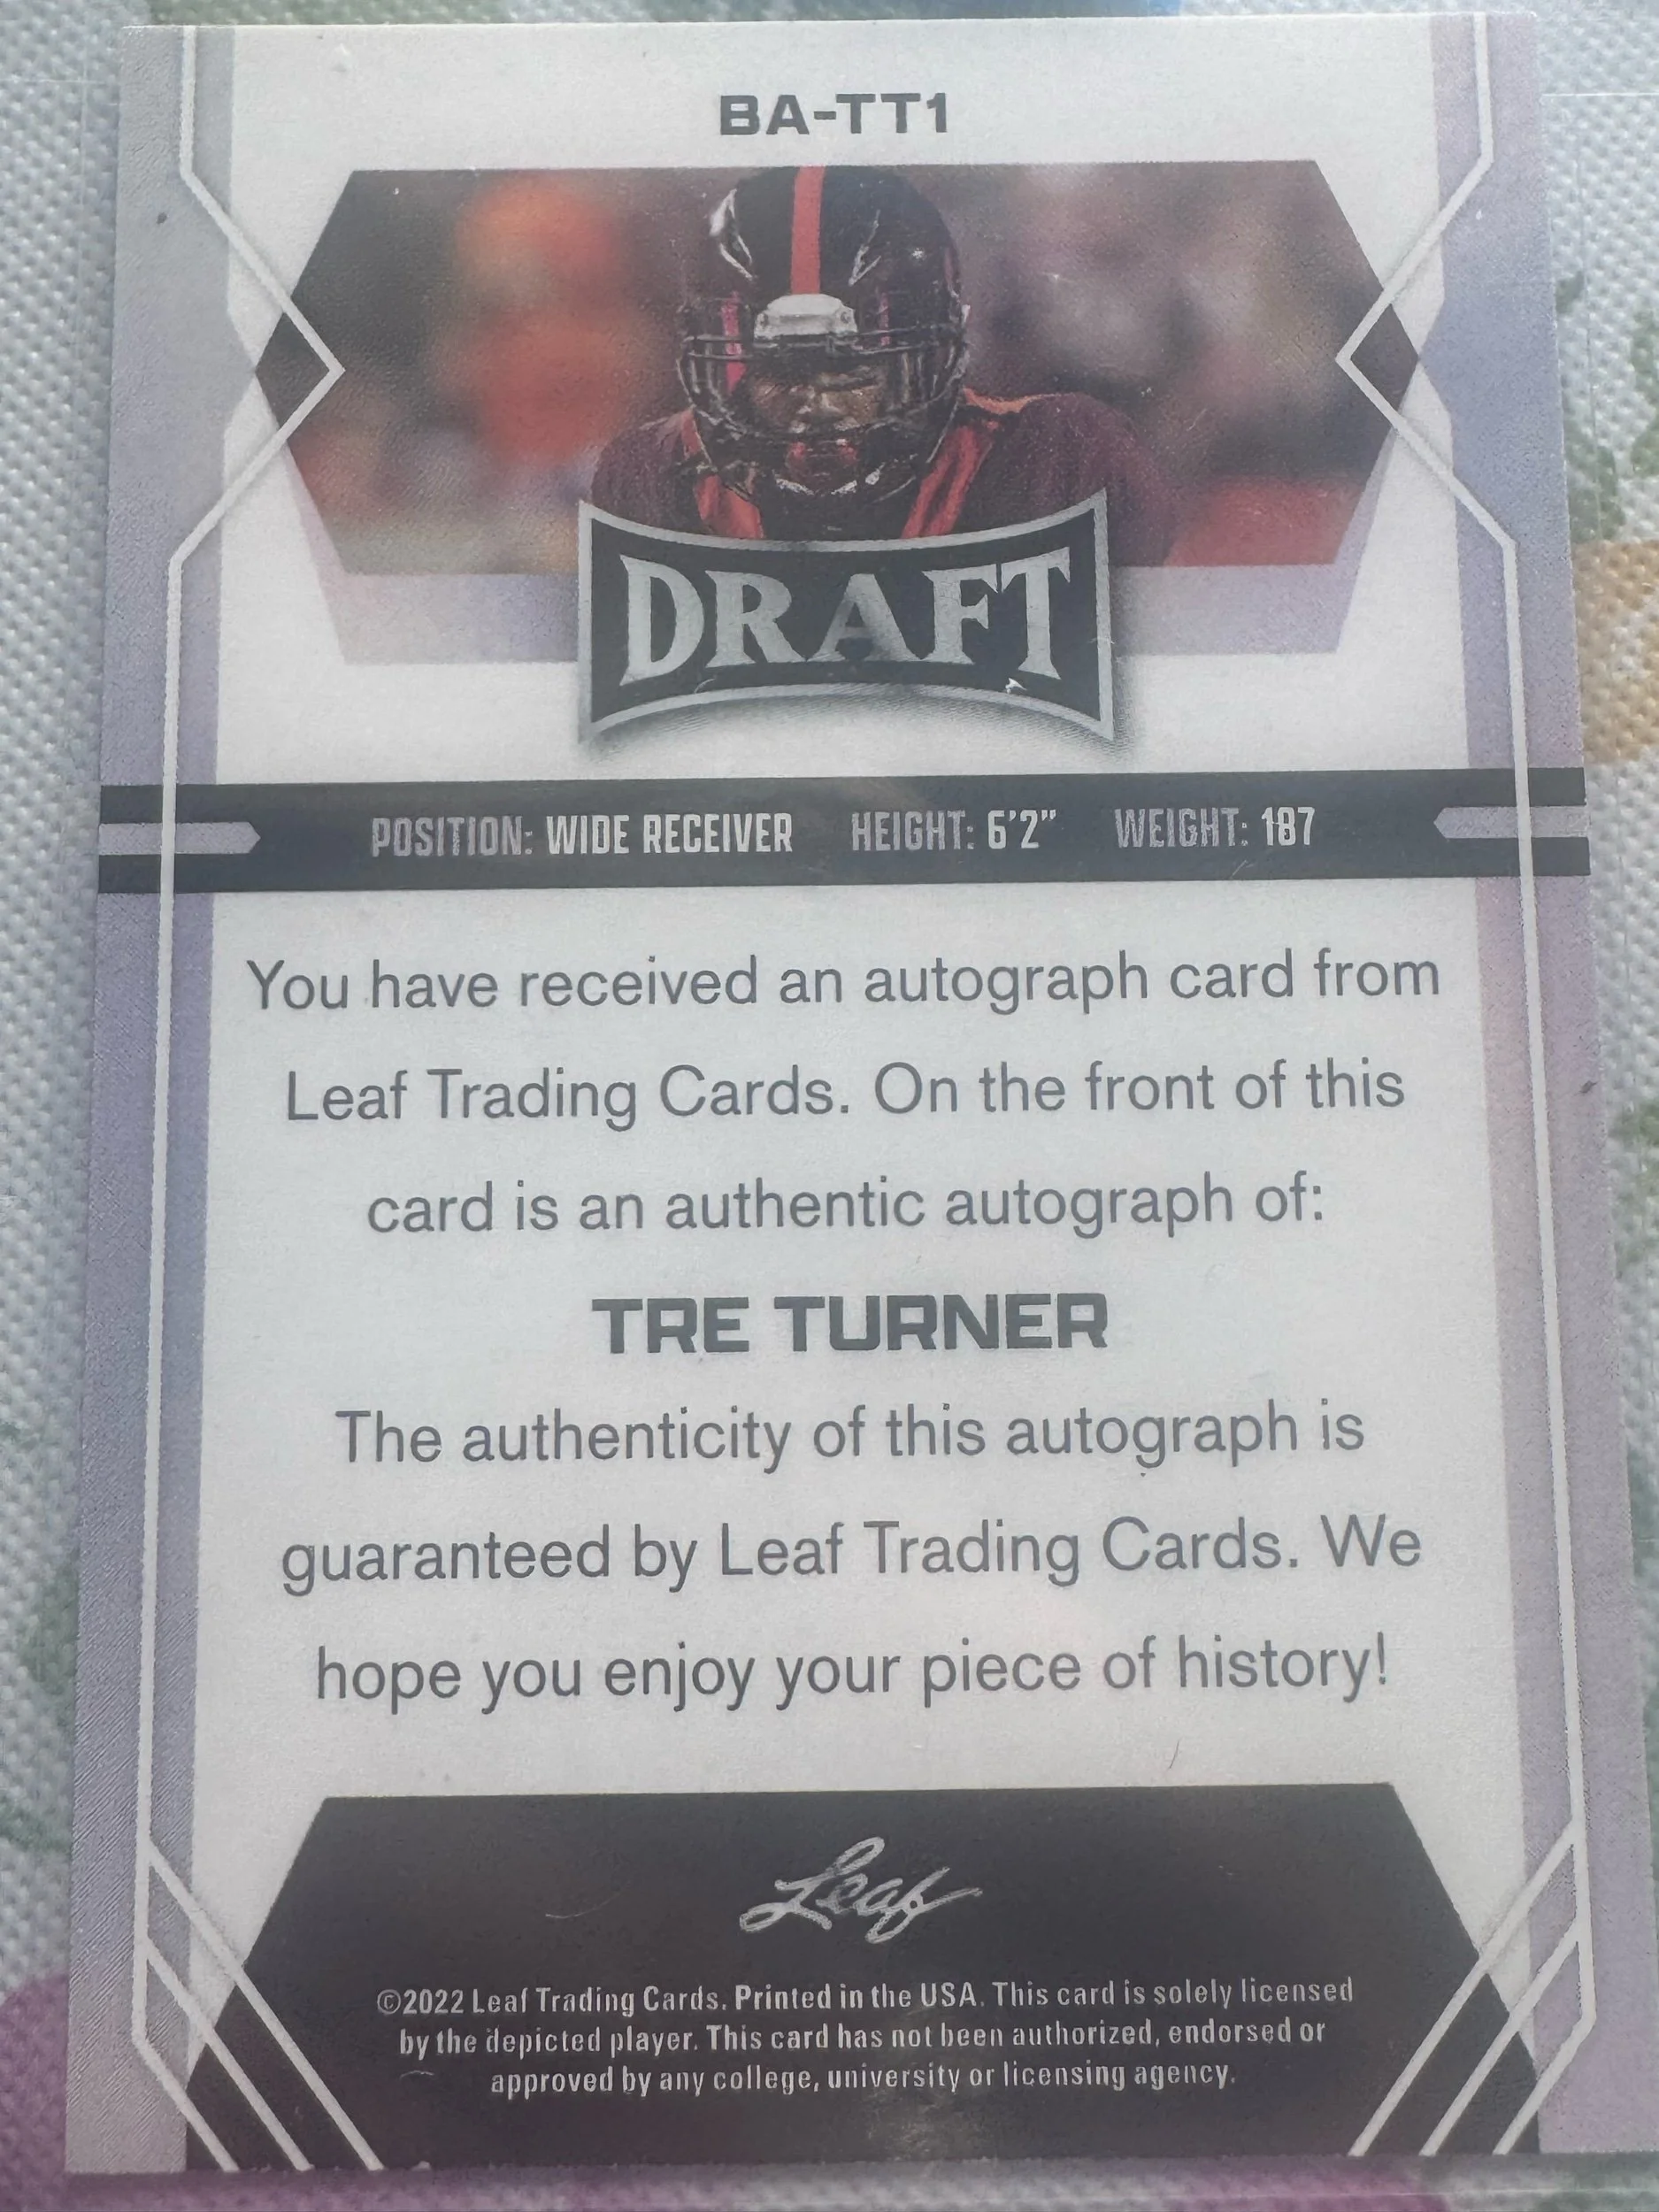 BA-TT1
DRAFT
POSITION: WIDE RECEIVER HEIGHT: 6'2" WEIGHT: 187
You have received an autograph card from
Leaf Trading Cards. On the front of this
card is an authentic autograph of:
TRE TURNER
The authenticity of this autograph is
guaranteed by Leaf Trading Cards. We
hope you enjoy your piece of history!
Leaf
©2022 Leaf Trading Cards. Printed in the USA. This card is solely licensed
by the depicted player. This card has not been authorized, endorsed or
approved by any college, university or licensing agency.